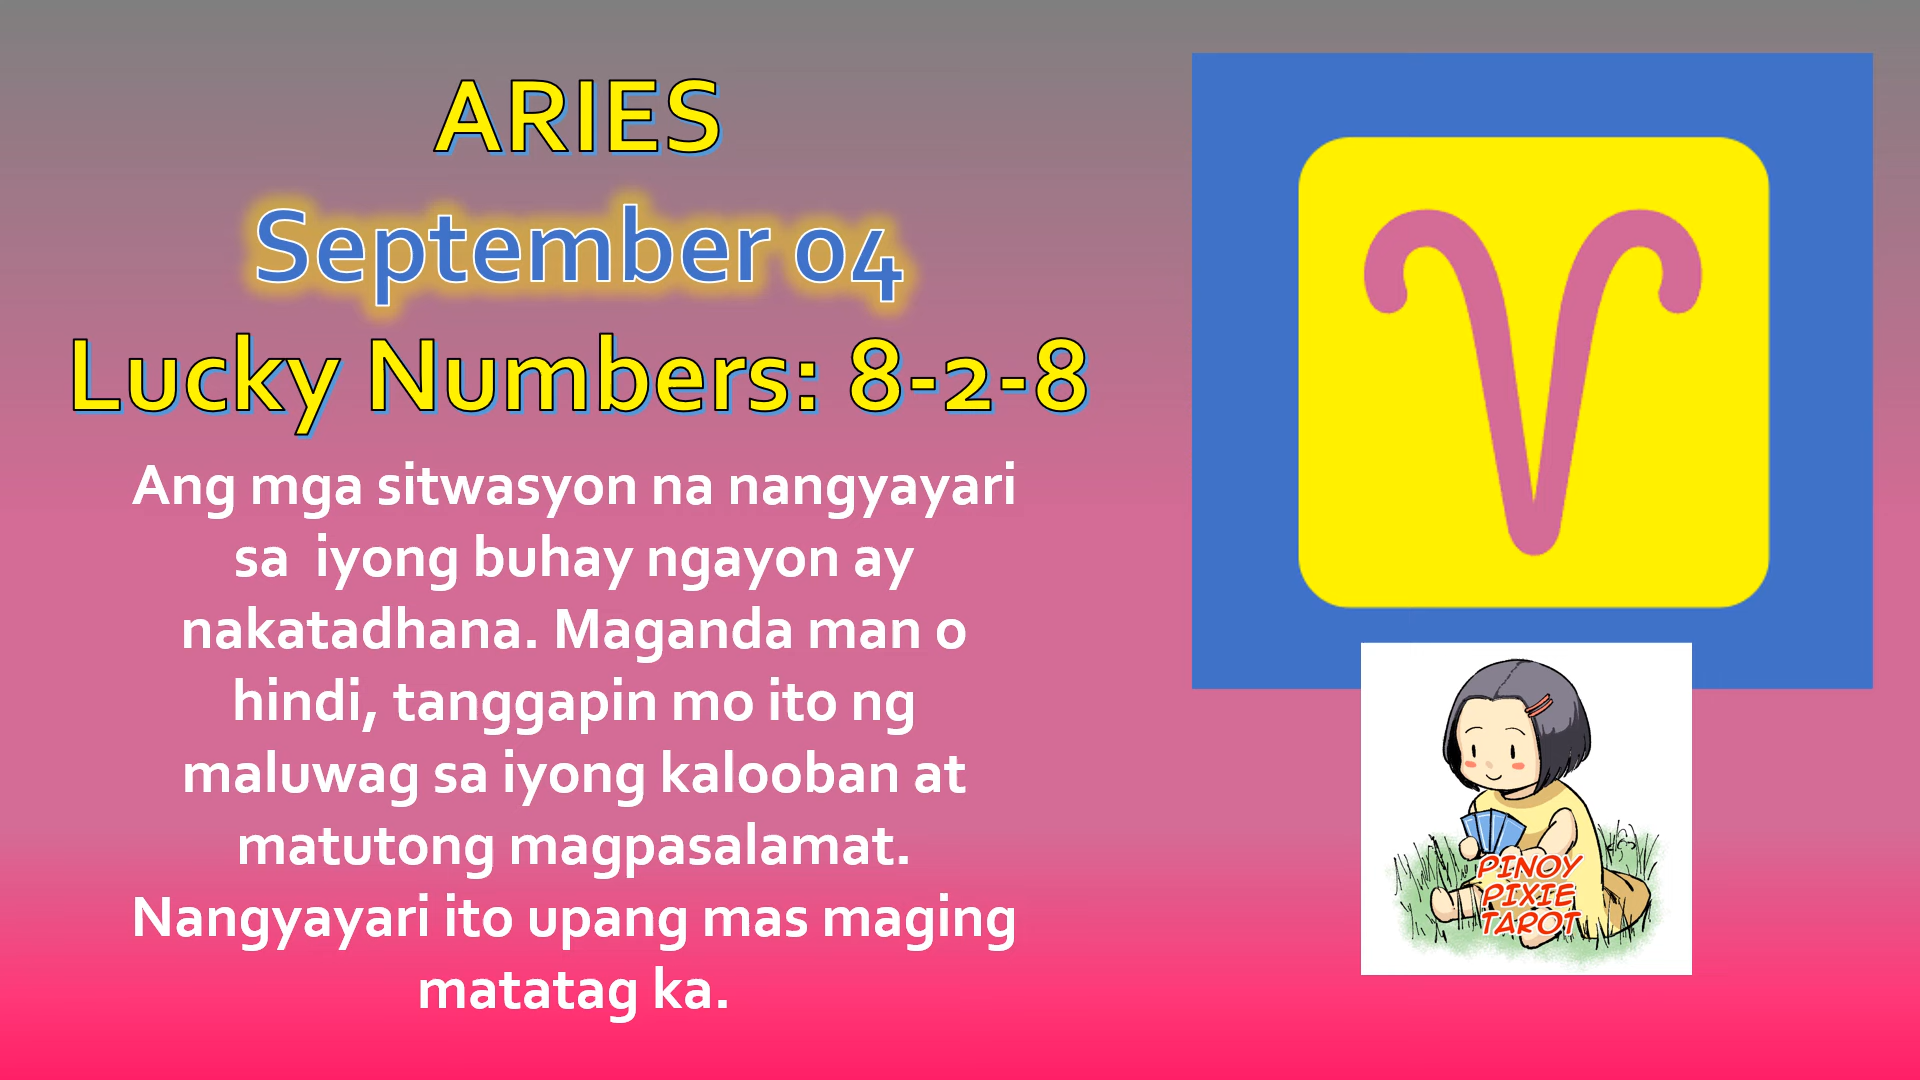 ARIES
September 04
Lucky Numbers: 8-2-8
Ang mga sitwasyon na nangyayari
sa  iyong buhay ngayon ay
nakatadhana. Maganda man o
hindi, tanggapin mo ito ng
maluwag sa iyong kalooban at
matutong magpasalamat.
Nangyayari ito upang mas maging
matatag ka.
PINOY
PIXIE
TAROT